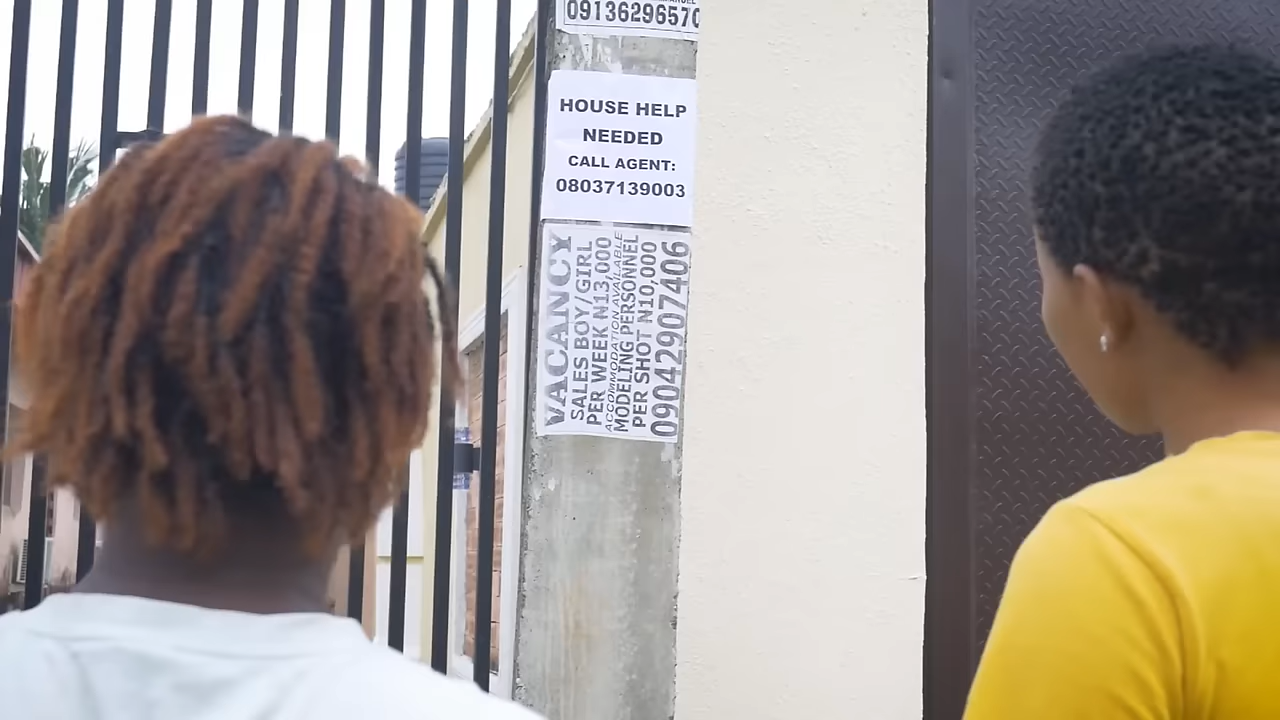 09136296570
HOUSE HELP
NEEDED
CALL AGENT:
08037139003
VACANCY
SALES BOY/GIRL
PER WEEK N13,000
ACCOMMODATION AVAILABLE
MODELING PERSONNEL
PER SHOT N10,000
09042907406